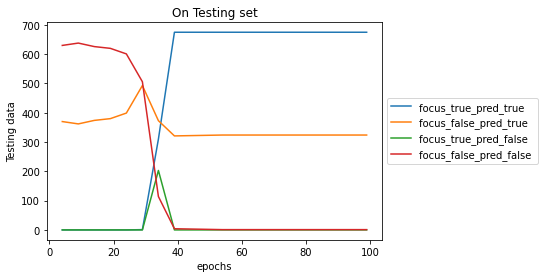 On Testing set
Testing data
700
600
500
400
300
200
100
0
0
20
40
60
80
100
epochs
focus_true_pred_true
focus_false_pred_true
focus_true_pred_false
focus_false_pred_false